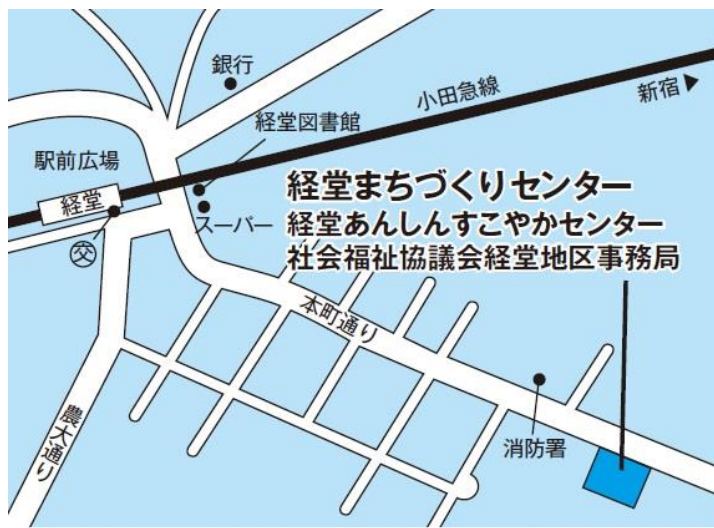 銀行
小田急線
新宿
経堂図書館
駅前広場
経堂
交
スーパー
経堂まちづくりセンター
経堂あんしんすこやかセンター
社会福祉協議会経堂地区事務局
本町通り
消防署
農大通り